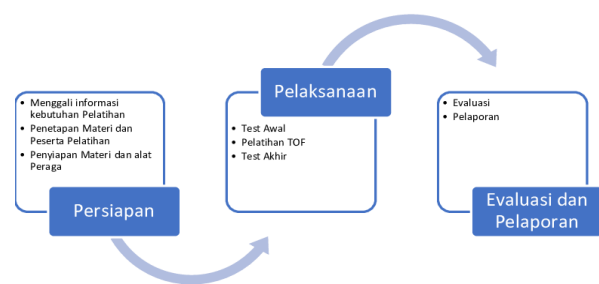 Menggali informasi
kebutuhan Pelatihan
Penetapan Materi dan
Peserta Pelatihan
Penyiapan Materi dan alat
Peraga
Persiapan
Pelaksanaan
Test Awal
Pelatihan TOF
Test Akhir
Evaluasi
Pelaporan
Evaluasi dan
Pelaporan